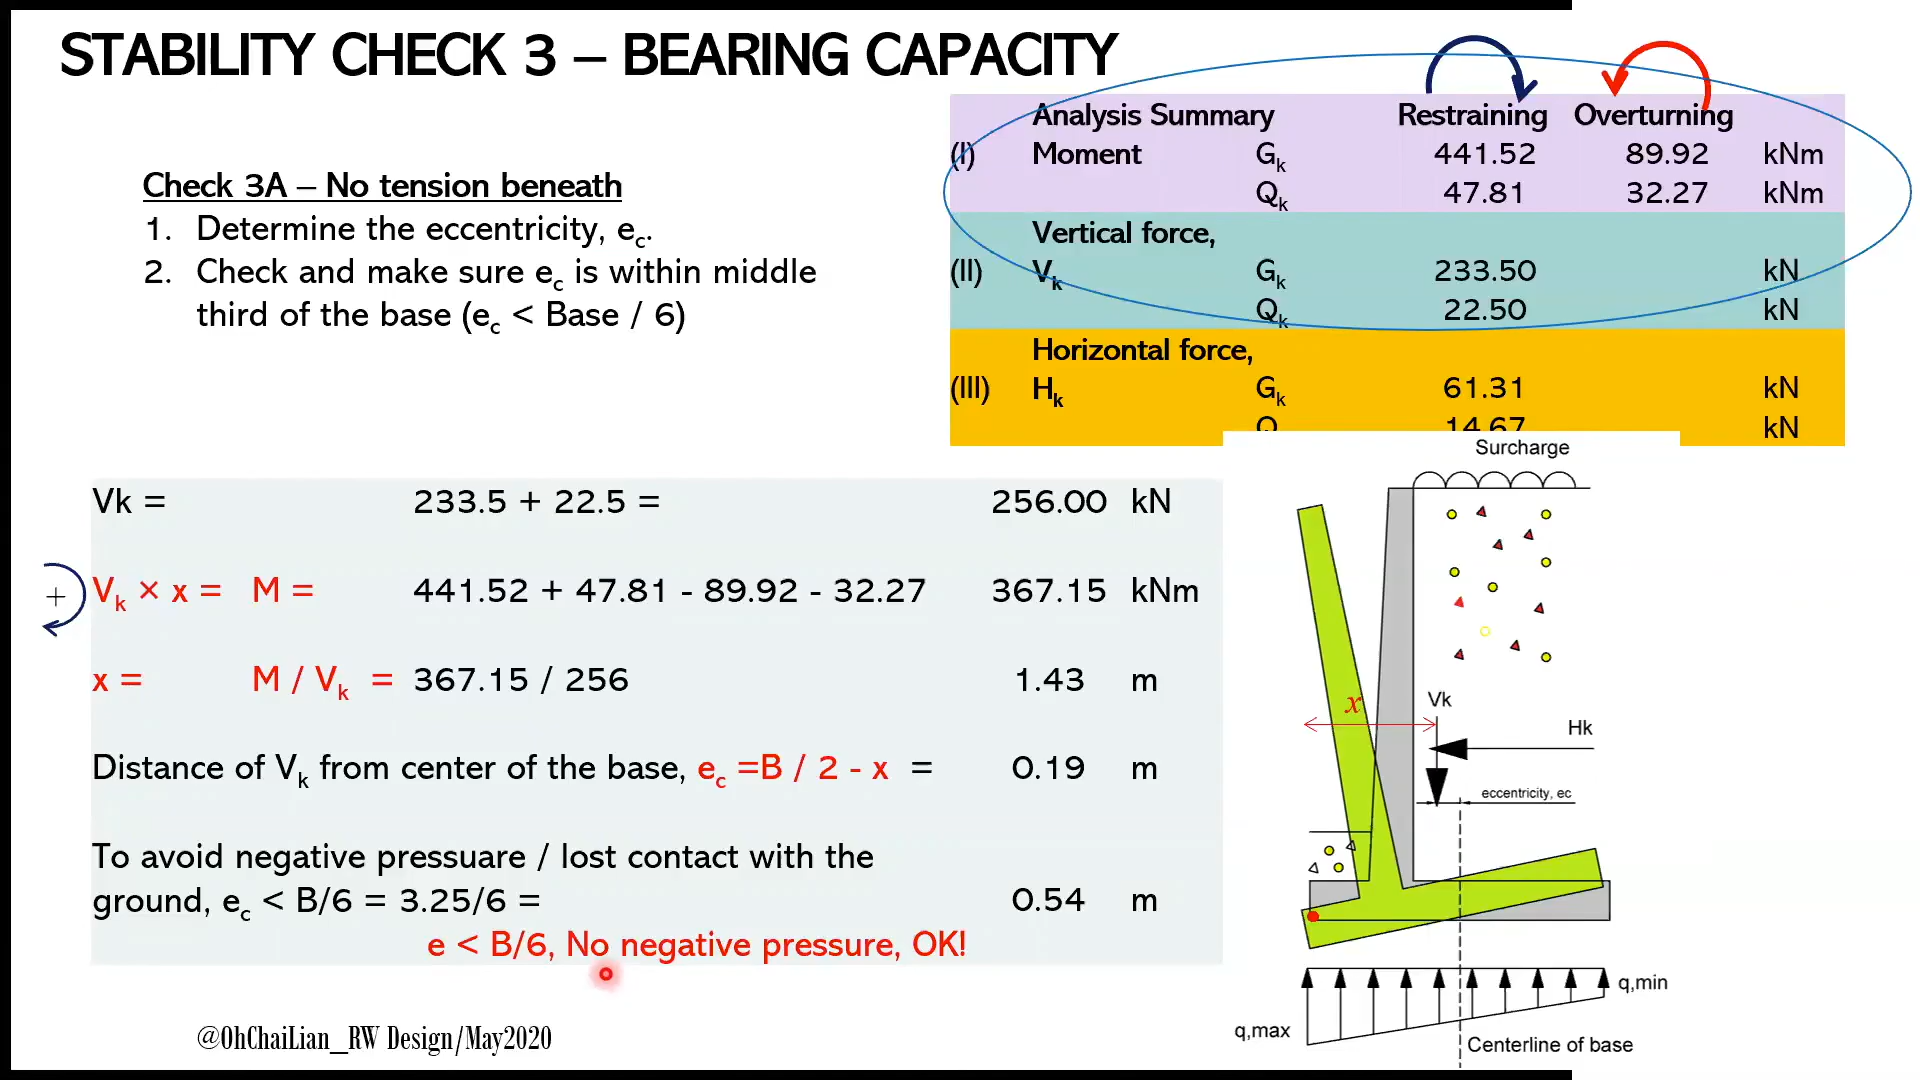 STABILITY CHECK 3 – BEARING CAPACITY
Check 3A – No tension beneath
1. Determine the eccentricity, ec.
2. Check and make sure ec is within middle
third of the base (ec < Base / 6)
Analysis Summary Restraining Overturning
(I) Moment Gk 441.52 89.92 kNm
Qk 47.81 32.27 kNm
Vertical force,
(II) Vk Gk 233.50 kN
Qk 22.50 kN
Horizontal force,
(III) Hk Gk 61.31 kN
Q 14.67 kN
Vk = 233.5 + 22.5 = 256.00 kN
+ Vk × x = M = 441.52 + 47.81 - 89.92 - 32.27 367.15 kNm
x = M / Vk = 367.15 / 256 1.43 m
Distance of Vk from center of the base, ec =B / 2 - x = 0.19 m
To avoid negative pressuare / lost contact with the
ground, ec < B/6 = 3.25/6 = 0.54 m
e < B/6, No negative pressure, OK!
Surcharge
x
Vk
Hk
eccentricity, ec
q,min
q,max
Centerline of base
@OhChaiLian_RW Design/May2020